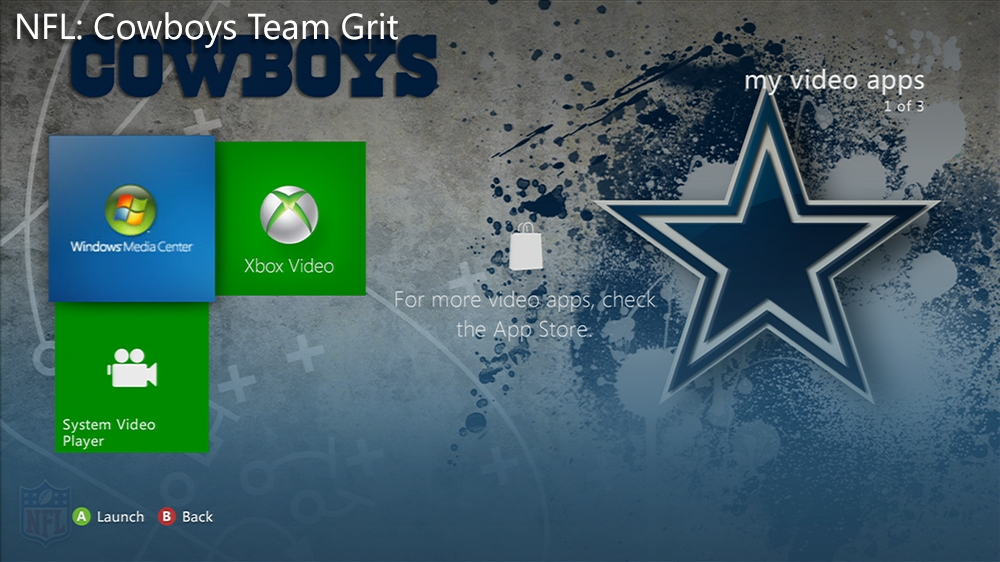 NFL: Cowboys Team Grit
COWBOYS
my video apps
1 of 3
Windows Media Center
Xbox Video
For more video apps, check
the App Store.
System Video
Player
NFL
A Launch B Back